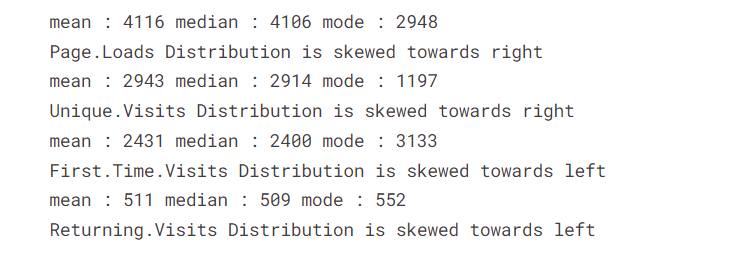 mean : 4116 median : 4106 mode : 2948
Page.Loads Distribution is skewed towards right
mean : 2943 median : 2914 mode : 1197
Unique.Visits Distribution is skewed towards right
mean : 2431 median : 2400 mode : 3133
First.Time.Visits Distribution is skewed towards left
mean : 511 median : 509 mode : 552
Returning.Visits Distribution is skewed towards left